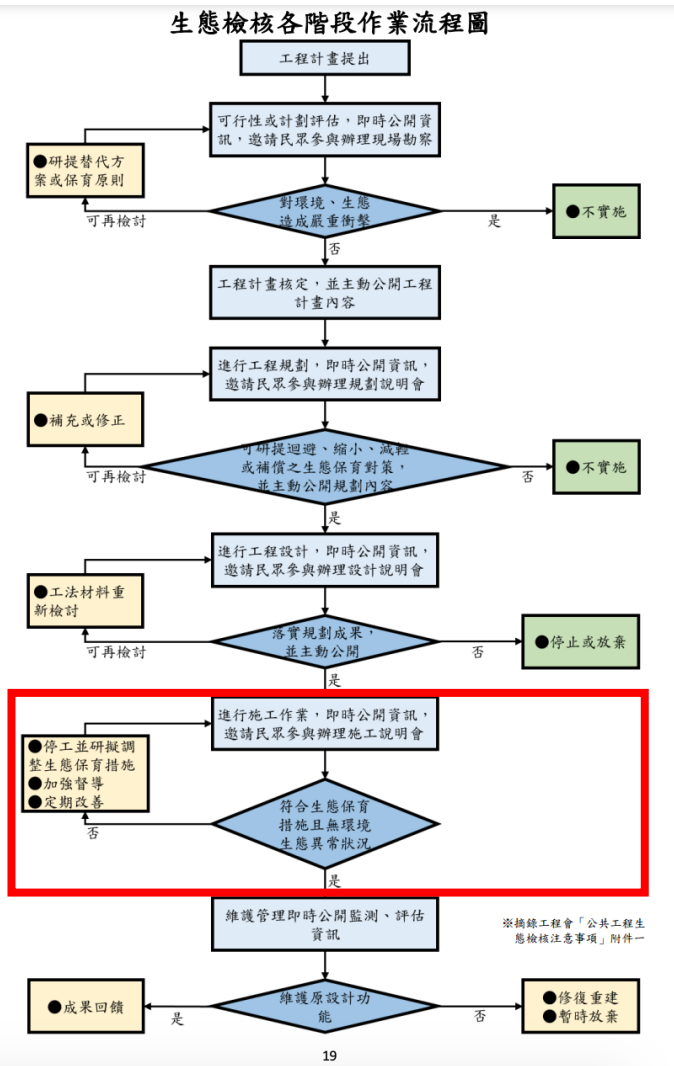 生態檢核各階段作業流程圖
工程計畫提出
可行性或計劃評估，即時公開資
訊，邀請民眾參與辦理現場勘察
●研提替代方
案或保育原則
對環境、生態
造成嚴重衝擊
可再檢討
是
●不實施
否
工程計畫核定，並主動公開工程
計畫內容
進行工程規劃，即時公開資訊，
邀請民眾參與辦理規劃說明會
●補充或修正
可研提迴避、縮小、減輕
或補償之生態保育對策，
並主動公開規劃內容
可再檢討
否
●不實施
是
進行工程設計，即時公開資訊，
邀請民眾參與辦理設計說明會
●工法材料重
新檢討
落實規劃成果，
並主動公開
可再檢討
否
●停止或放棄
是
進行施工作業，即時公開資訊，
邀請民眾參與辦理施工說明會
●停工並研擬調
整生態保育措施
●加強督導
●定期改善
符合生態保育
措施且無環境
生態異常狀況
否
是
維護管理即時公開監測、評估
資訊
※摘錄工程會「公共工程生
態檢核注意事項」附件一
維護原設計功
能
●成果回饋
是
否
●修復重建
●暫時放棄
19